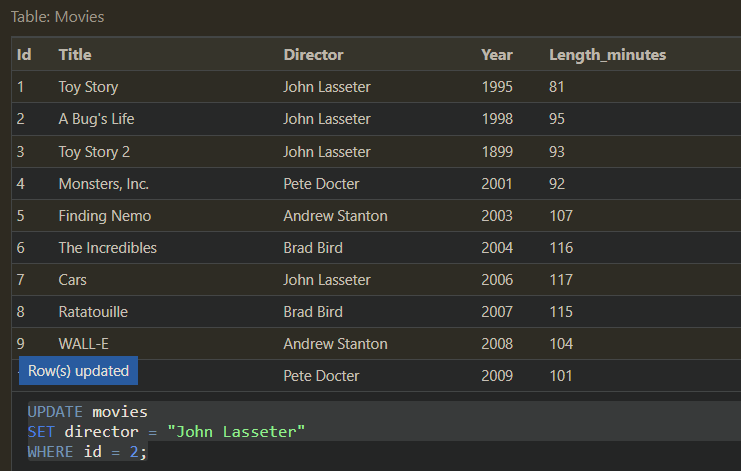 Table: Movies
Id Title Director Year Length_minutes
1 Toy Story John Lasseter 1995 81
2 A Bug's Life John Lasseter 1998 95
3 Toy Story 2 John Lasseter 1899 93
4 Monsters, Inc. Pete Docter 2001 92
5 Finding Nemo Andrew Stanton 2003 107
6 The Incredibles Brad Bird 2004 116
7 Cars John Lasseter 2006 117
8 Ratatouille Brad Bird 2007 115
9 WALL-E Andrew Stanton 2008 104
Row(s) updated Pete Docter 2009 101
UPDATE movies
SET director = "John Lasseter"
WHERE id = 2;